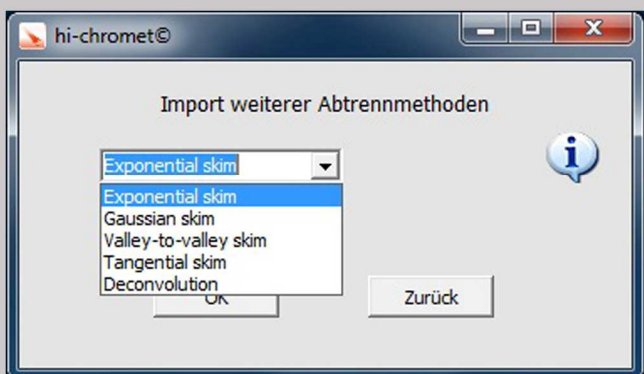 hi-chromet©
Import weiterer Abtrennmethoden
Exponential skim
Exponential skim
Gaussian skim
Valley-to-valley skim
Tangential skim
Deconvolution
OK
Zurück